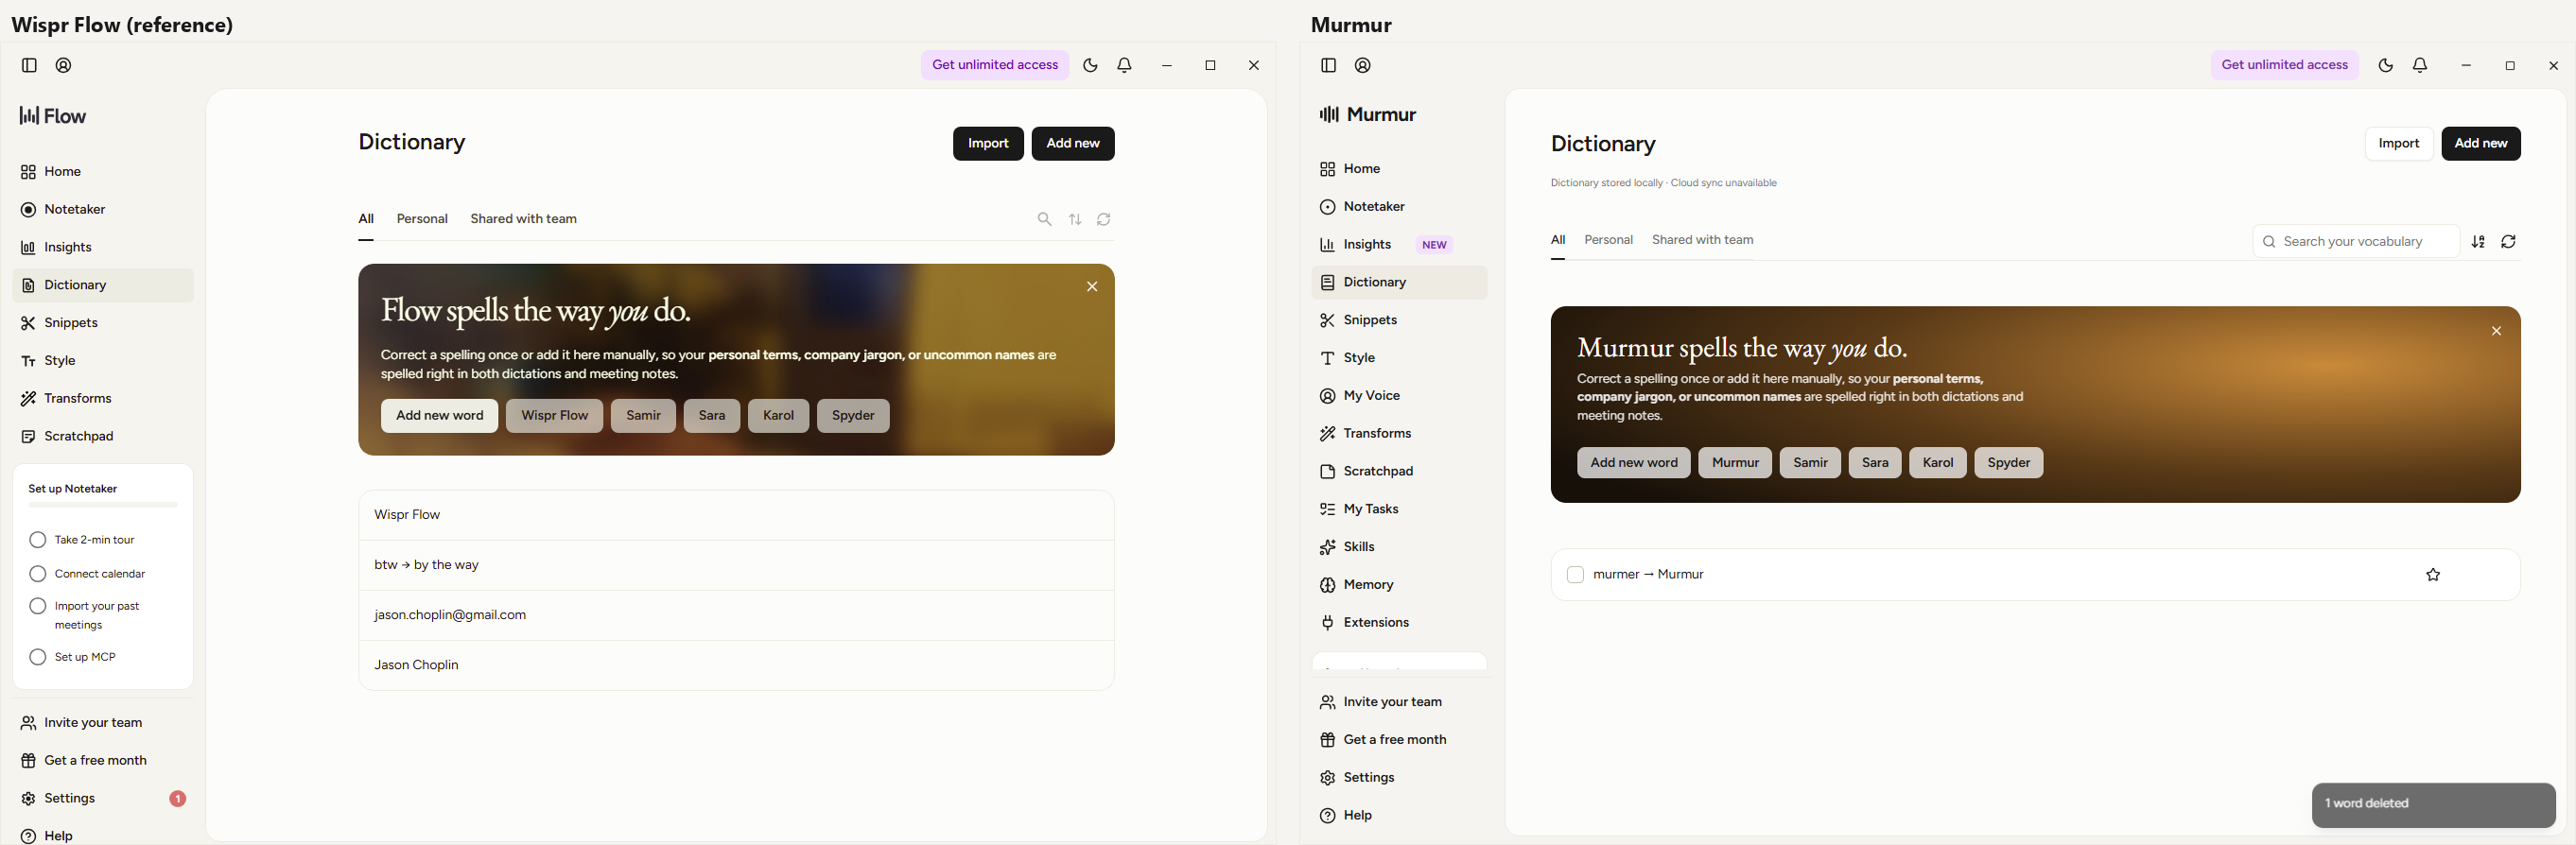 Wispr Flow (reference)
Get unlimited access
Flow
Home
Notetaker
Insights
Dictionary
Snippets
Style
Transforms
Scratchpad
Set up Notetaker
Take 2-min tour
Connect calendar
Import your past
meetings
Set up MCP
Invite your team
Get a free month
Settings 1
Help
Dictionary
Import Add new
All Personal Shared with team
Flow spells the way you do.
Correct a spelling once or add it here manually, so your personal terms, company jargon, or uncommon names are
spelled right in both dictations and meeting notes.
Add new word Wispr Flow Samir Sara Karol Spyder
Wispr Flow
btw → by the way
jason.choplin@gmail.com
Jason Choplin
Murmur
Get unlimited access
Murmur
Home
Notetaker
Insights NEW
Dictionary
Snippets
Style
My Voice
Transforms
Scratchpad
My Tasks
Skills
Memory
Extensions
Invite your team
Get a free month
Settings
Help
Dictionary
Import Add new
Dictionary stored locally · Cloud sync unavailable
All Personal Shared with team
Search your vocabulary
Murmur spells the way you do.
Correct a spelling once or add it here manually, so your personal terms,
company jargon, or uncommon names are spelled right in both dictations and
meeting notes.
Add new word Murmur Samir Sara Karol Spyder
murmer → Murmur
1 word deleted